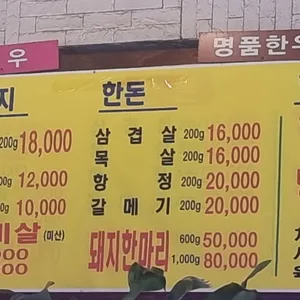 우
명품한우
지
200g 18,000
200g 12,000
10,000
살 (미산)
한돈
삼겹살 200g 16,000
목살 200g 16,000
항정 200g 20,000
갈메기 200g 20,000
돼지한마리 600g 50,000
1,000g 80,000